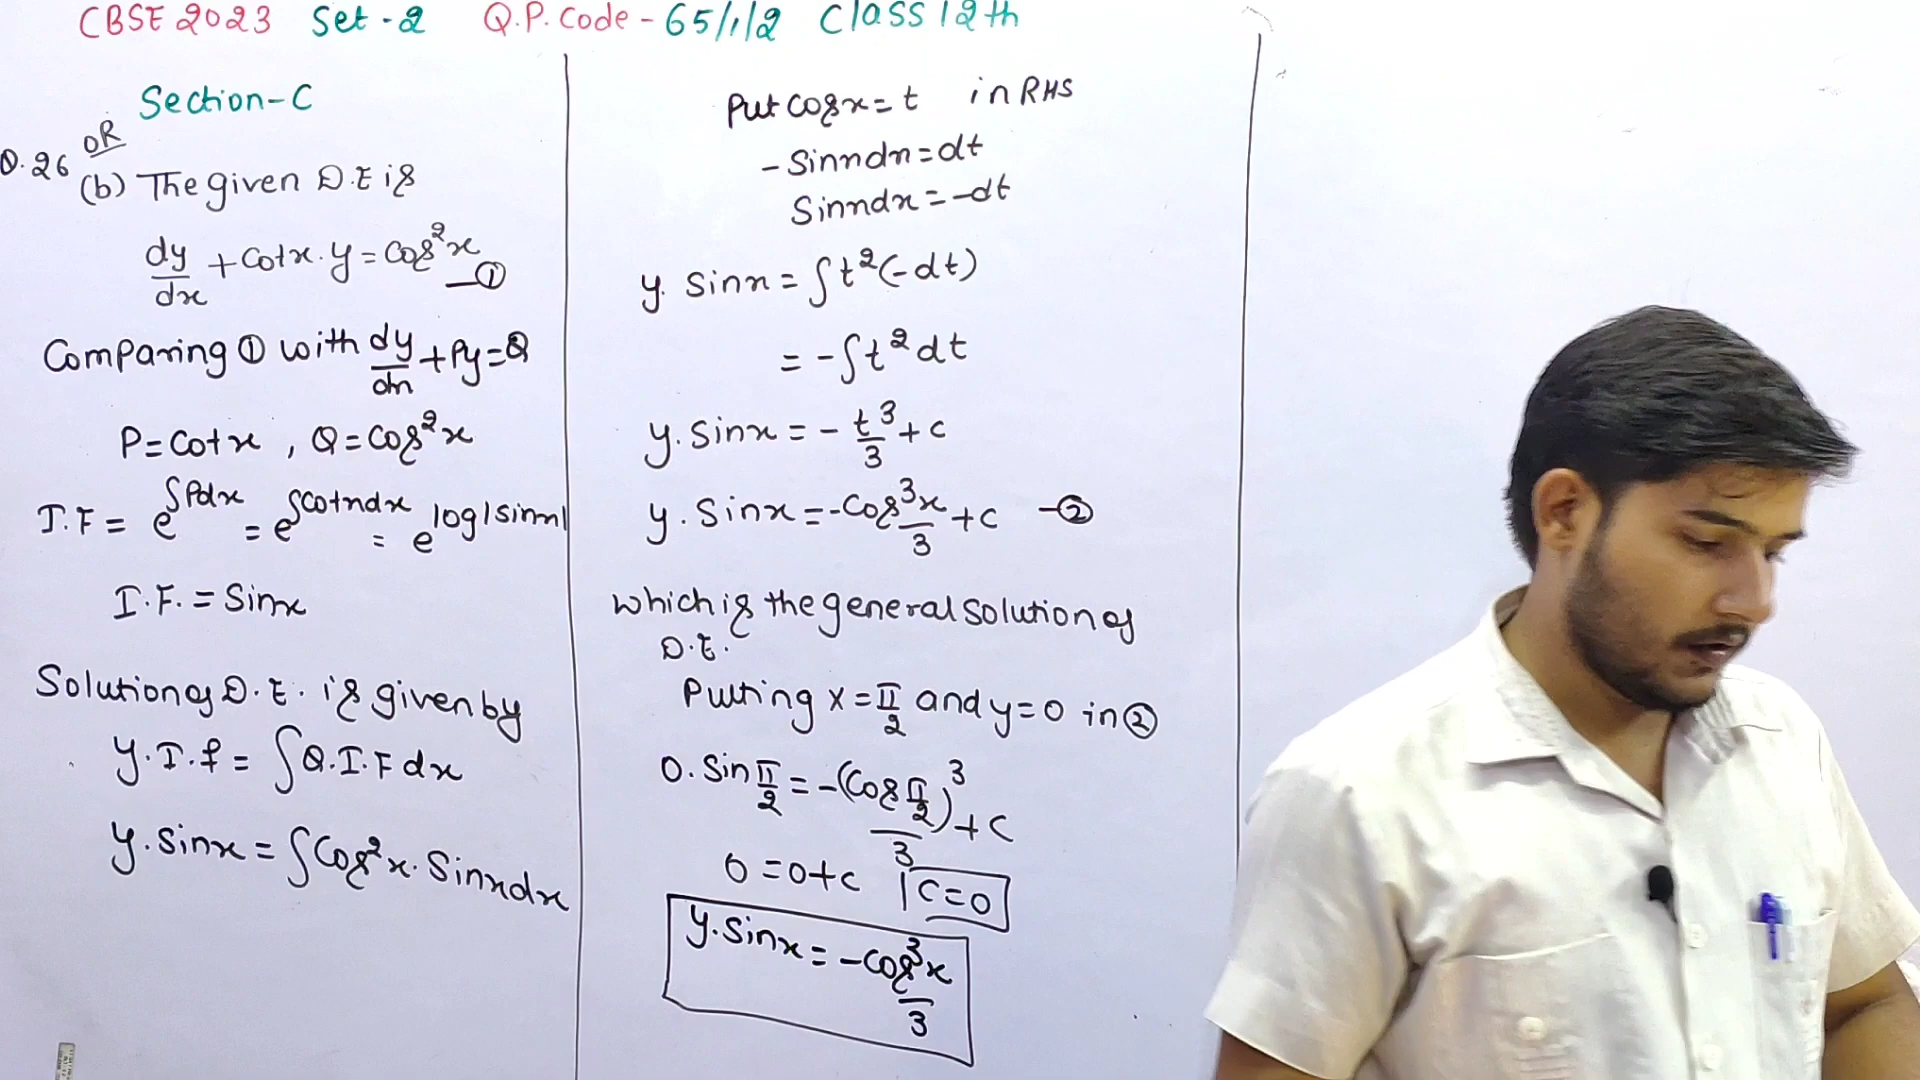 CBSE 2023 Set-2 Q.P. Code - 65/1/2 Class 12th
Section-C
OR
Q.26 (b) The given D.E is
dy/dx + Cotx.y = Cos²x —①
Comparing ① with dy/dx + Py = Q
P = Cotx , Q = Cos²x
I.F = e^∫Pdx = e^∫Cotxdx = e^log|sinx|
I.F. = Sinx
Solution of D.E. is given by
y.I.f = ∫Q.I.F dx
y.Sinx = ∫Cos²x.Sinxdx
Put Cosx = t in RHS
-Sinxdx = dt
Sinxdx = -dt
y. Sinx = ∫t²(-dt)
= -∫t²dt
y.Sinx = -t³/3 + c
y.Sinx = -Cos³x/3 + C —②
Which is the general Solution of
D.E.
Putting x = π/2 and y=0 in ②
0.Sin π/2 = -(Cos π/2)³/3 + C
0 = 0+c C=0
y.Sinx = -Cos³x/3